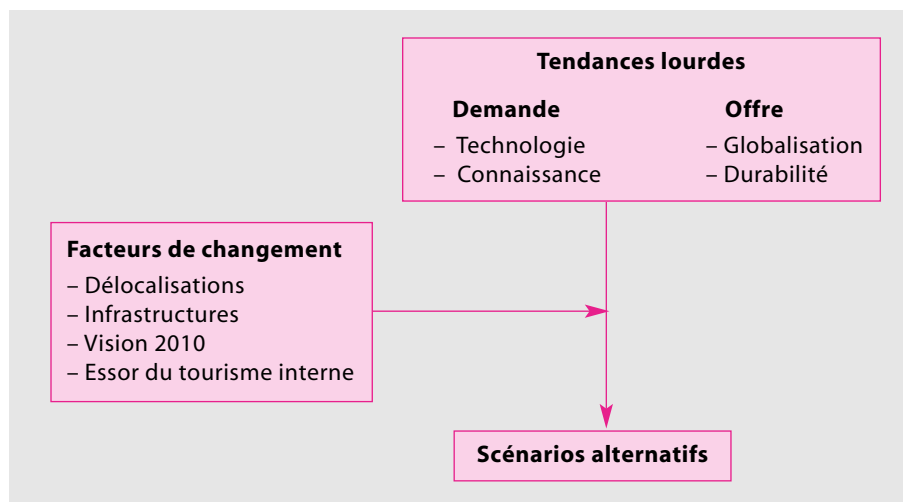 Tendances lourdes
Demande
– Technologie
– Connaissance
Offre
– Globalisation
– Durabilité
Facteurs de changement
– Délocalisations
– Infrastructures
– Vision 2010
– Essor du tourisme interne
Scénarios alternatifs